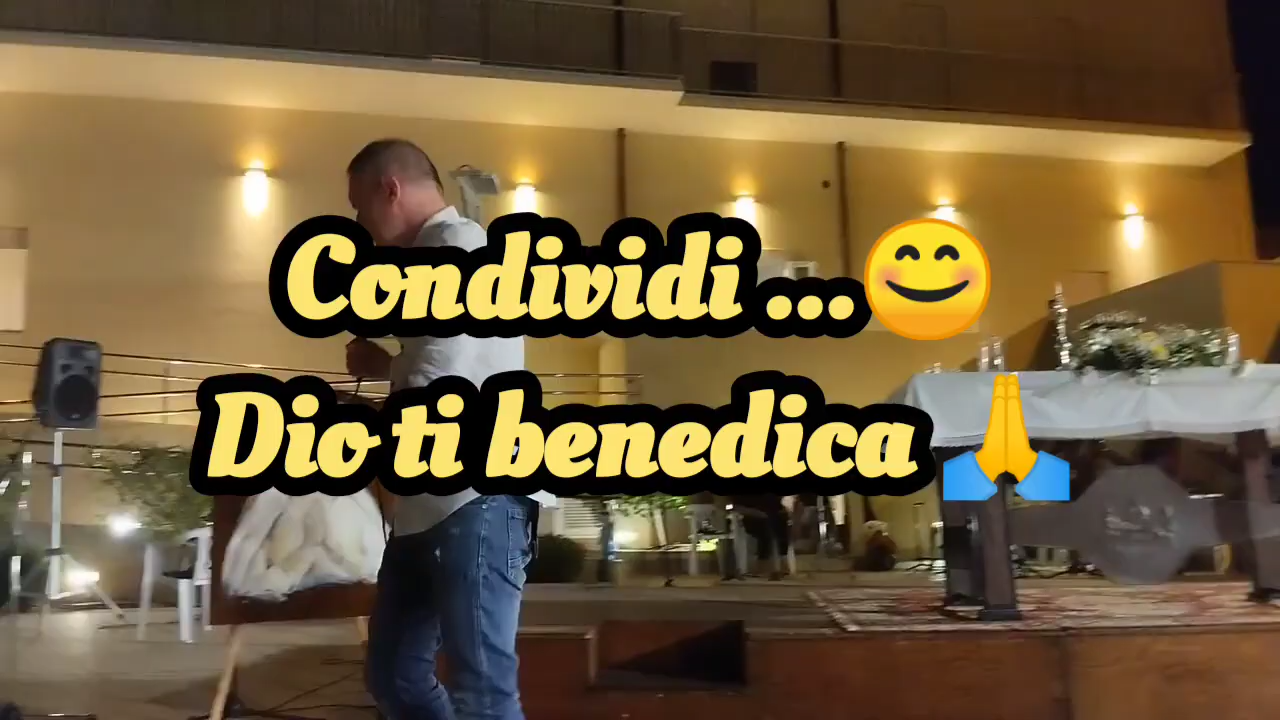 Condividi ...😊
Dio ti benedica 🙏